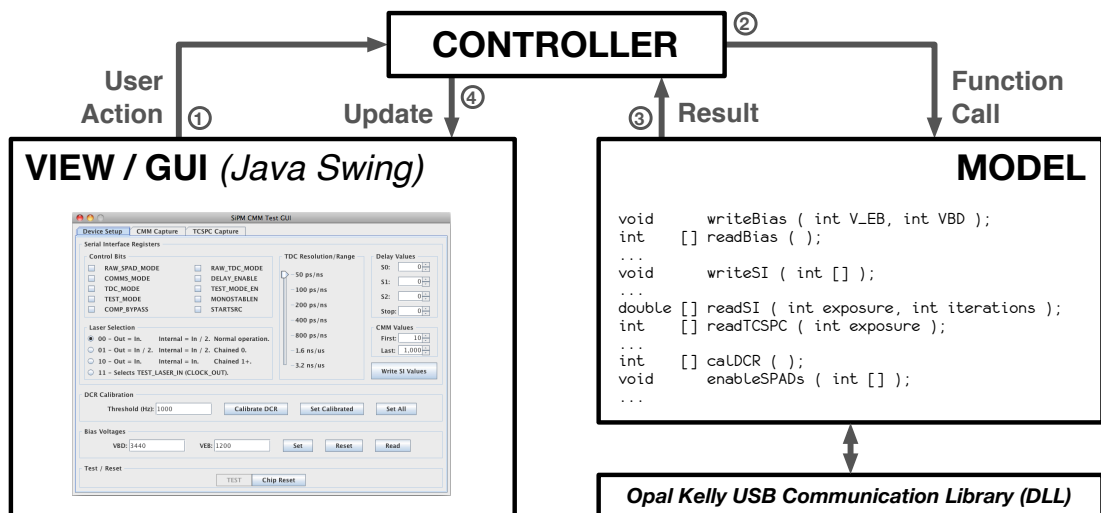 CONTROLLER
②
User
Action ①
Update
④
③ Result
Function
Call
VIEW / GUI (Java Swing)
SiPM CMM Test GUI
Device Setup CMM Capture TCSPC Capture
Serial Interface Registers
Control Bits
RAW_SPAD_MODE RAW_TDC_MODE
COMMS_MODE DELAY_ENABLE
TDC_MODE TEST_MODE_EN
TEST_MODE MONOSTABLEN
COMP_BYPASS STARTSRC
Laser Selection
00 – Out = In. Internal = In / 2. Normal operation.
01 – Out = In / 2. Internal = In / 2. Chained 0.
10 – Out = In. Internal = In. Chained 1+.
11 – Selects TEST_LASER_IN (CLOCK_OUT).
TDC Resolution/Range
50 ps/ns
100 ps/ns
200 ps/ns
400 ps/ns
800 ps/ns
1.6 ns/us
3.2 ns/us
Delay Values
S0: 0
S1: 0
S2: 0
Stop: 0
CMM Values
First: 10
Last: 1,000
Write SI Values
DCR Calibration
Threshold (Hz): 1000 Calibrate DCR Set Calibrated Set All
Bias Voltages
VBD: 3440 VEB: 1200 Set Reset Read
Test / Reset
TEST Chip Reset
MODEL
void writeBias ( int V_EB, int VBD );
int [] readBias ( );
...
void writeSI ( int [] );
...
double [] readSI ( int exposure, int iterations );
int [] readTCSPC ( int exposure );
...
int [] calDCR ( );
void enableSPADs ( int [] );
...
Opal Kelly USB Communication Library (DLL)